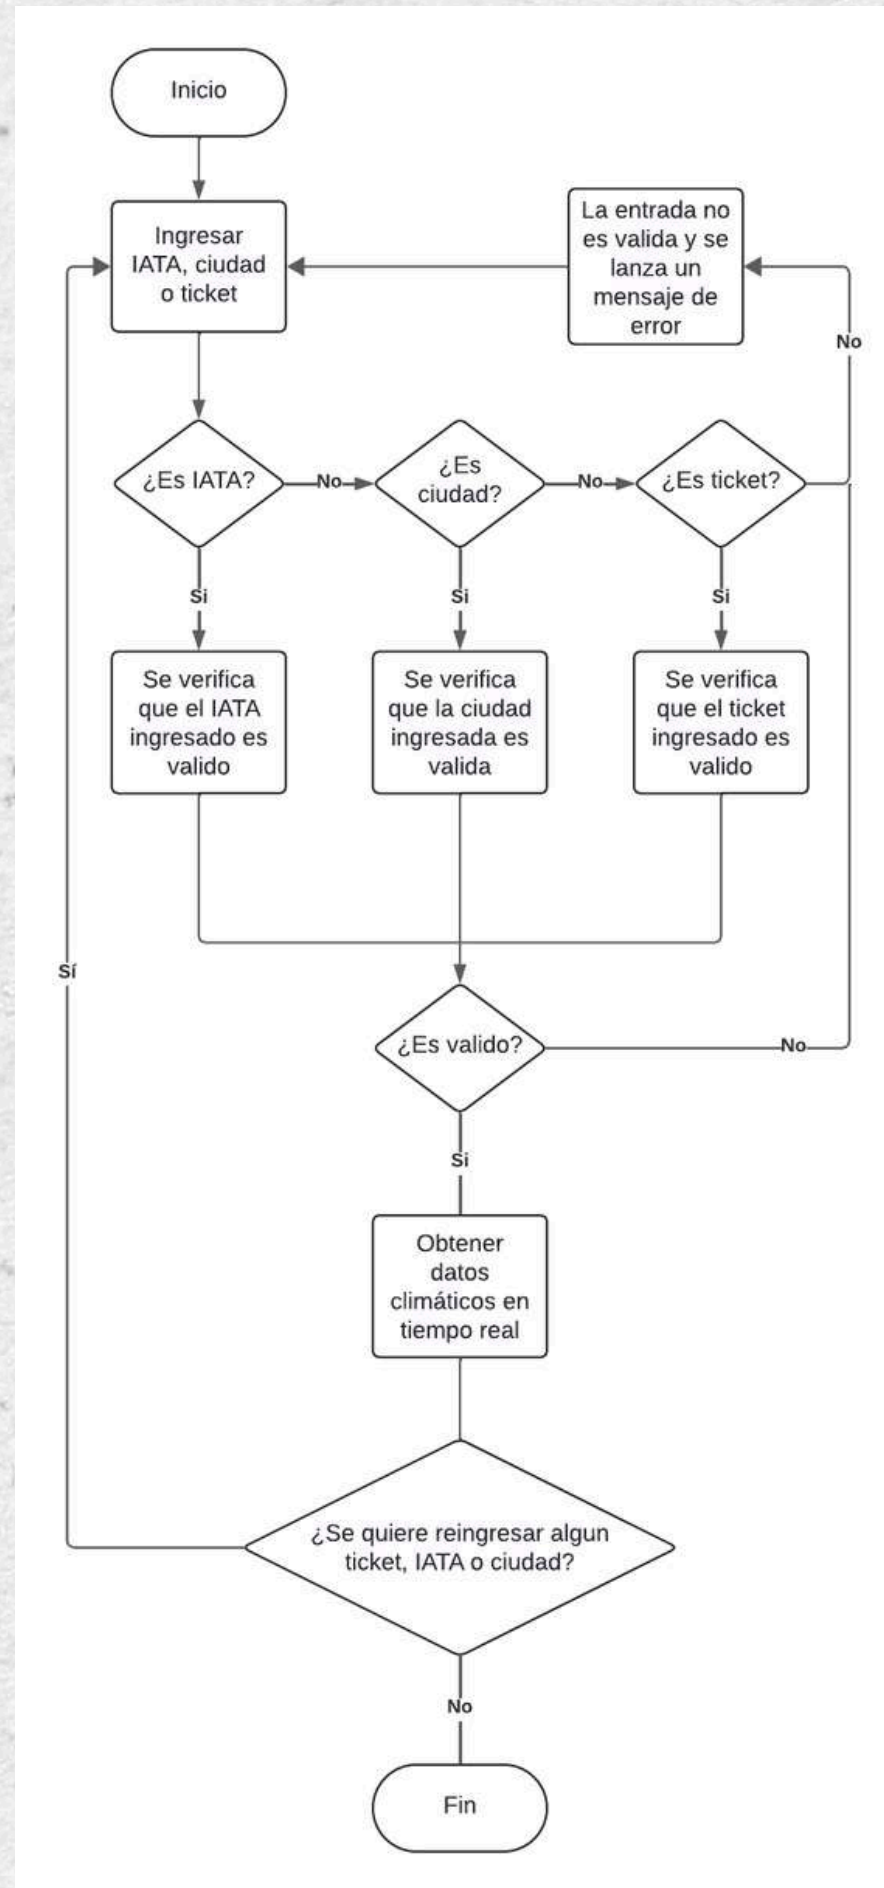 Inicio
Ingresar
IATA, ciudad
o ticket
La entrada no
es valida y se
lanza un
mensaje de
error
No
¿Es IATA?
No
¿Es
ciudad?
No
¿Es ticket?
Si
Si
Si
Se verifica
que el IATA
ingresado es
valido
Se verifica
que la ciudad
ingresada es
valida
Se verifica
que el ticket
ingresado es
valido
Sí
¿Es valido?
No
Si
Obtener
datos
climáticos en
tiempo real
¿Se quiere reingresar algun
ticket, IATA o ciudad?
No
Fin